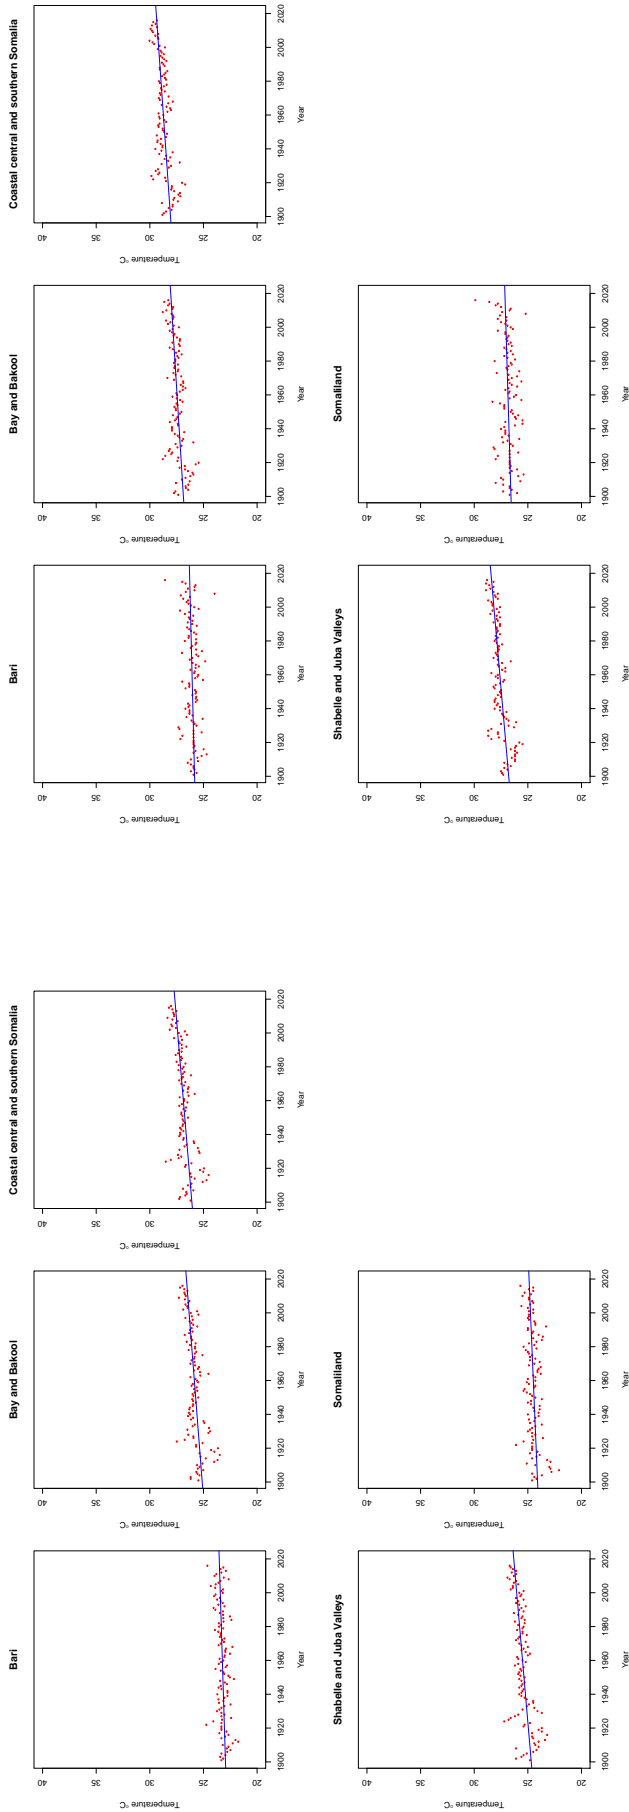 Bari
40
35
30
25
20
Temperature °C
1900 1920 1940 1960 1980 2000 2020
Year
Bay and Bakool
40
35
30
25
20
Temperature °C
1900 1920 1940 1960 1980 2000 2020
Year
Coastal central and southern Somalia
40
35
30
25
20
Temperature °C
1900 1920 1940 1960 1980 2000 2020
Year
Shabelle and Juba Valleys
40
35
30
25
20
Temperature °C
1900 1920 1940 1960 1980 2000 2020
Year
Somaliland
40
35
30
25
20
Temperature °C
1900 1920 1940 1960 1980 2000 2020
Year
Bari
40
35
30
25
20
Temperature °C
1900 1920 1940 1960 1980 2000 2020
Year
Bay and Bakool
40
35
30
25
20
Temperature °C
1900 1920 1940 1960 1980 2000 2020
Year
Coastal central and southern Somalia
40
35
30
25
20
Temperature °C
1900 1920 1940 1960 1980 2000 2020
Year
Shabelle and Juba Valleys
40
35
30
25
20
Temperature °C
1900 1920 1940 1960 1980 2000 2020
Year
Somaliland
40
35
30
25
20
Temperature °C
1900 1920 1940 1960 1980 2000 2020
Year